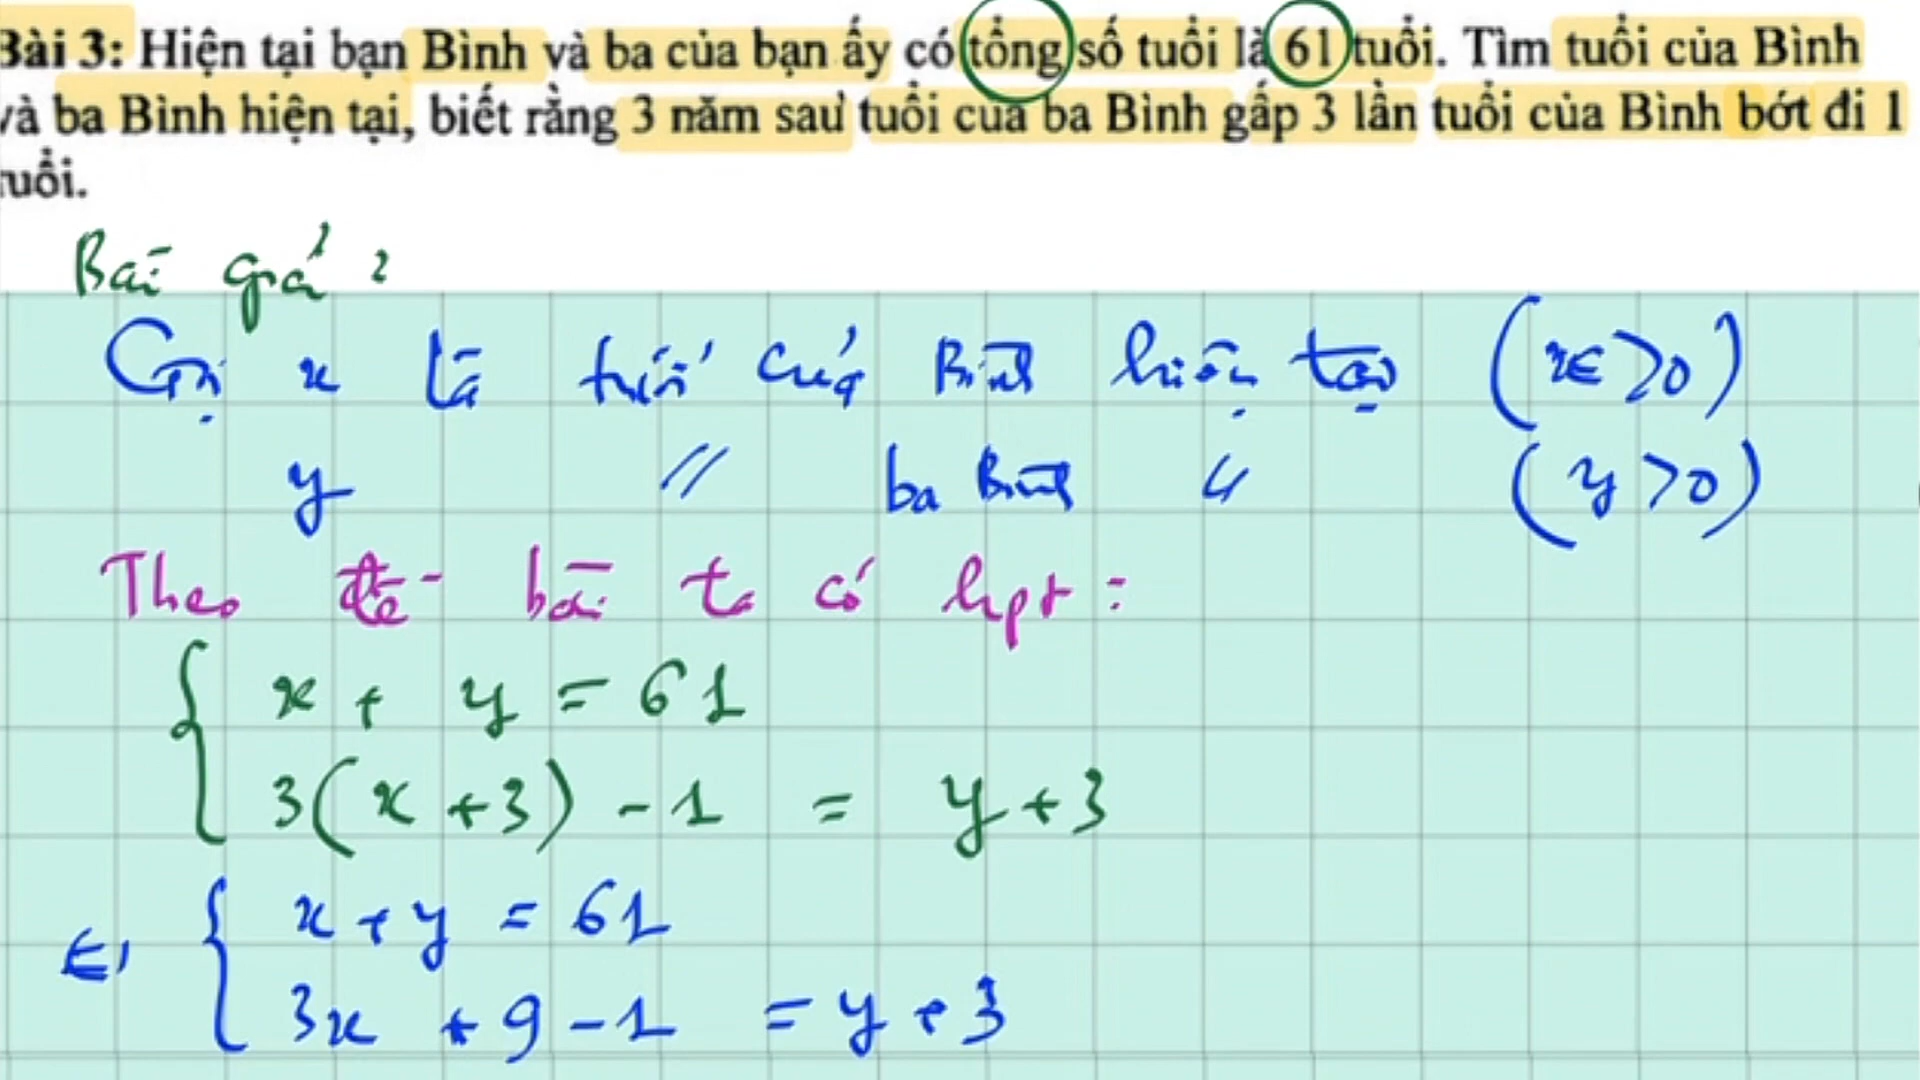 Bài 3: Hiện tại bạn Bình và ba của bạn ấy có tổng số tuổi là 61 tuổi. Tìm tuổi của Bình
và ba Bình hiện tại, biết rằng 3 năm sau tuổi của ba Bình gấp 3 lần tuổi của Bình bớt đi 1
tuổi.
Bài giải :
Gọi x là tuổi của Bình hiện tại (x > 0)
y // ba Bình // (y > 0)
Theo đề bài ta có hpt :
x + y = 61
3(x + 3) - 1 = y + 3
⇔ x + y = 61
3x + 9 - 1 = y + 3